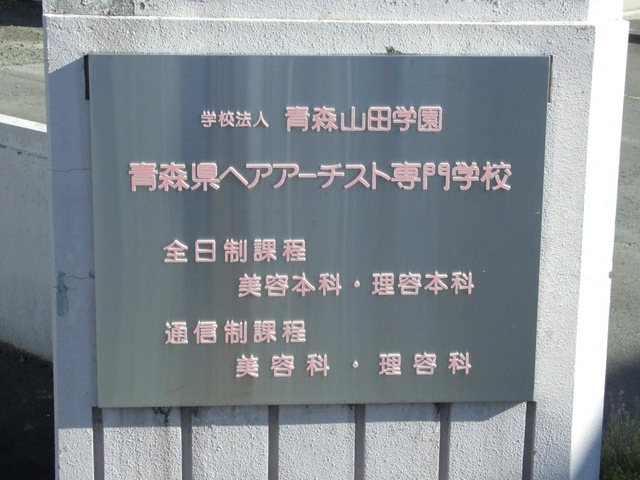 学校法人 青森山田学園
青森県ヘアアーチスト専門学校
全日制課程
美容本科・理容本科
通信制課程
美容科・理容科